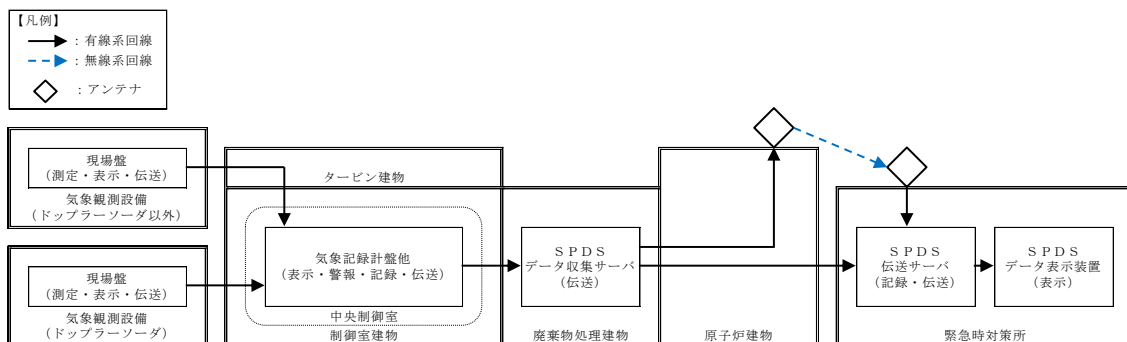 【凡例】
：有線系回線
：無線系回線
：アンテナ
現場盤
（測定・表示・伝送）
気象観測設備
（ドップラーソーダ以外）
現場盤
（測定・表示・伝送）
気象観測設備
（ドップラーソーダ）
タービン建物
気象記録計盤他
（表示・警報・記録・伝送）
中央制御室
制御室建物
ＳＰＤＳ
データ収集サーバ
（伝送）
廃棄物処理建物
原子炉建物
ＳＰＤＳ
伝送サーバ
（記録・伝送）
ＳＰＤＳ
データ表示装置
（表示）
緊急時対策所